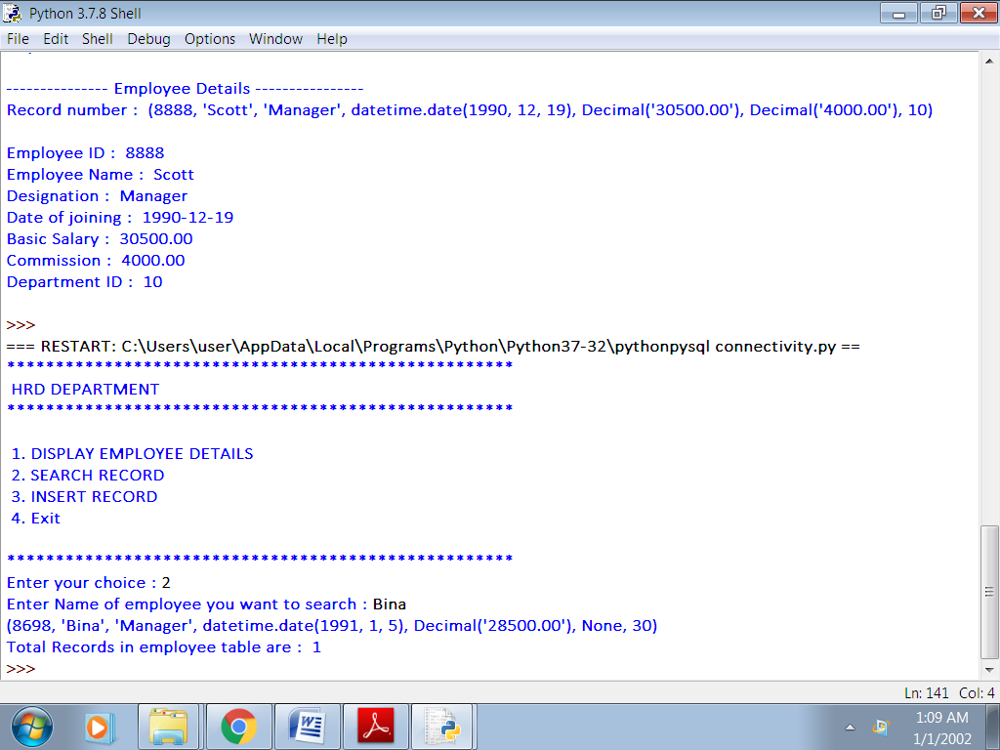 Python 3.7.8 Shell
File Edit Shell Debug Options Window Help
--------------- Employee Details ----------------
Record number :  (8888, 'Scott', 'Manager', datetime.date(1990, 12, 19), Decimal('30500.00'), Decimal('4000.00'), 10)
Employee ID :  8888
Employee Name :  Scott
Designation :  Manager
Date of joining :  1990-12-19
Basic Salary :  30500.00
Commission :  4000.00
Department ID :  10
>>>
=== RESTART: C:\Users\user\AppData\Local\Programs\Python\Python37-32\pythonpysql connectivity.py ==
****************************************************
HRD DEPARTMENT
****************************************************
1. DISPLAY EMPLOYEE DETAILS
2. SEARCH RECORD
3. INSERT RECORD
4. Exit
****************************************************
Enter your choice : 2
Enter Name of employee you want to search : Bina
(8698, 'Bina', 'Manager', datetime.date(1991, 1, 5), Decimal('28500.00'), None, 30)
Total Records in employee table are :  1
>>>
Ln: 141 Col: 4
1:09 AM
1/1/2002